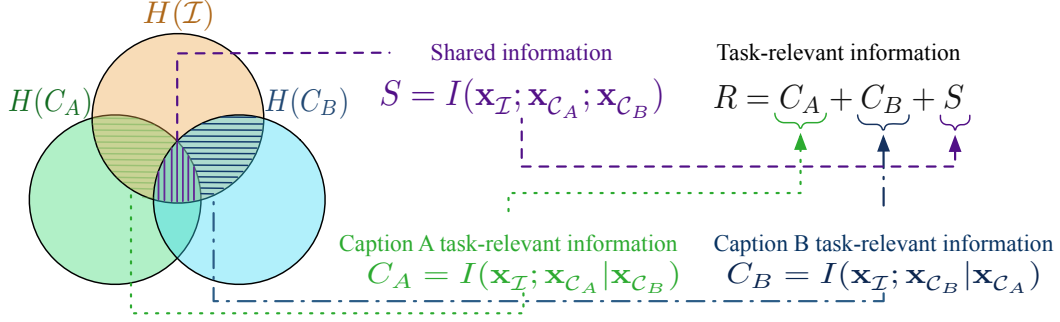 H(𝓘)
H(C_A)
H(C_B)
Shared information
S = I(𝐱_𝓘; 𝐱_{𝒞_A}; 𝐱_{𝒞_B})
Task-relevant information
R = C_A + C_B + S
Caption A task-relevant information
C_A = I(𝐱_𝓘; 𝐱_{𝒞_A}|𝐱_{𝒞_B})
Caption B task-relevant information
C_B = I(𝐱_𝓘; 𝐱_{𝒞_B}|𝐱_{𝒞_A})